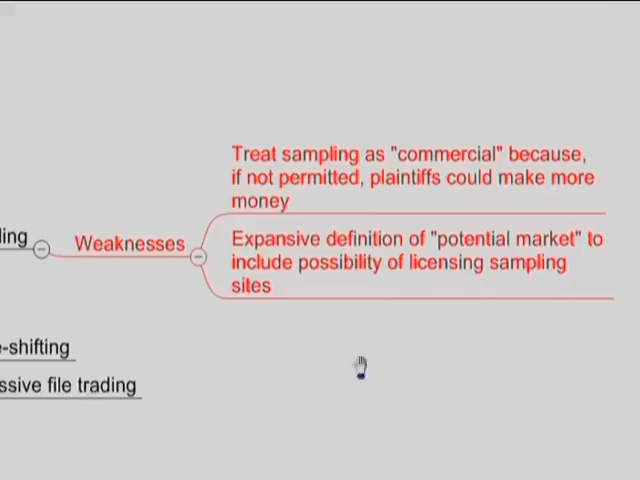 Treat sampling as "commercial" because,
if not permitted, plaintiffs could make more
money
ling
Weaknesses
Expansive definition of "potential market" to
include possibility of licensing sampling
sites
-shifting
ssive file trading